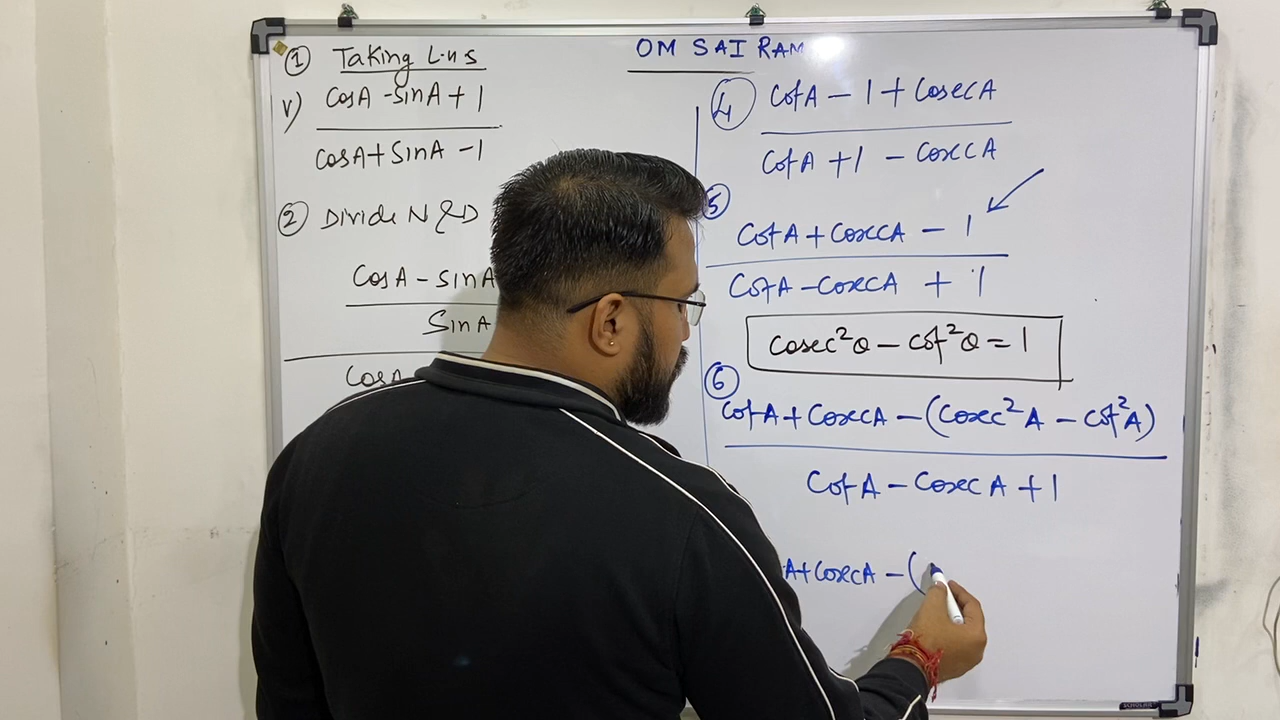 OM SAI RAM
① Taking L.H.S
v) CosA - SinA + 1
CosA + SinA - 1
② Divide N & D
CosA - SinA
SinA
CosA
④ CotA - 1 + CosecA
CotA + 1 - CosecA
⑤
CotA + CosecA - 1
CotA - CosecA + 1
Cosec²θ - Cot²θ = 1
⑥
CotA + CosecA - (Cosec²A - Cot²A)
CotA - CosecA + 1
A + CosecA - (